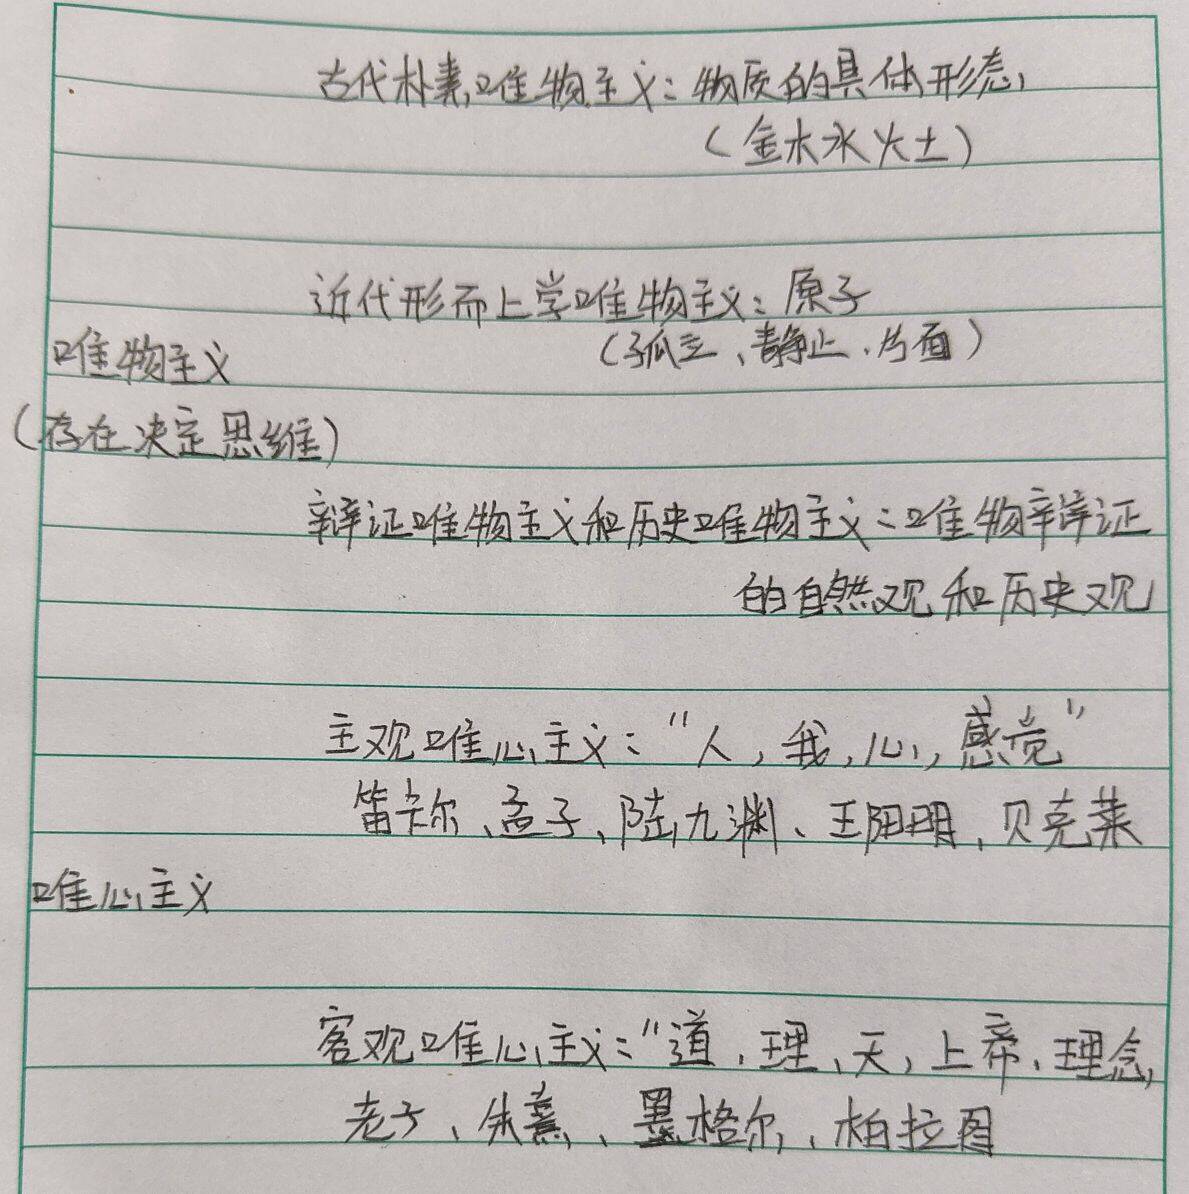 古代朴素唯物主义：物质的具体形态，
（金木水火土）
近代形而上学唯物主义：原子
（孤立、静止、片面）
唯物主义
（存在决定思维）
辩证唯物主义和历史唯物主义：唯物辩证
的自然观和历史观
主观唯心主义："人，我，心，感觉"
笛卡尔、孟子、陆九渊、王阳明、贝克莱
唯心主义
客观唯心主义："道、理、天，上帝、理念，
老子、朱熹、格尔、柏拉图